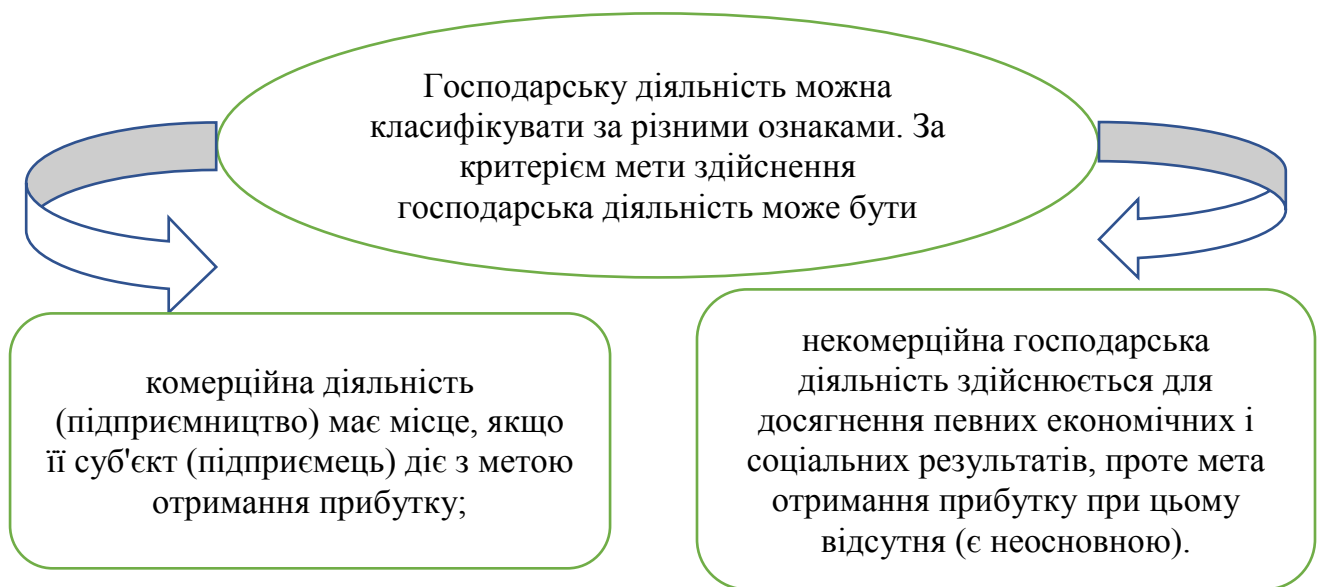 Господарську діяльність можна
класифікувати за різними ознаками. За
критерієм мети здійснення
господарська діяльність може бути
комерційна діяльність
(підприємництво) має місце, якщо
її суб'єкт (підприємець) діє з метою
отримання прибутку;
некомерційна господарська
діяльність здійснюється для
досягнення певних економічних і
соціальних результатів, проте мета
отримання прибутку при цьому
відсутня (є неосновною).